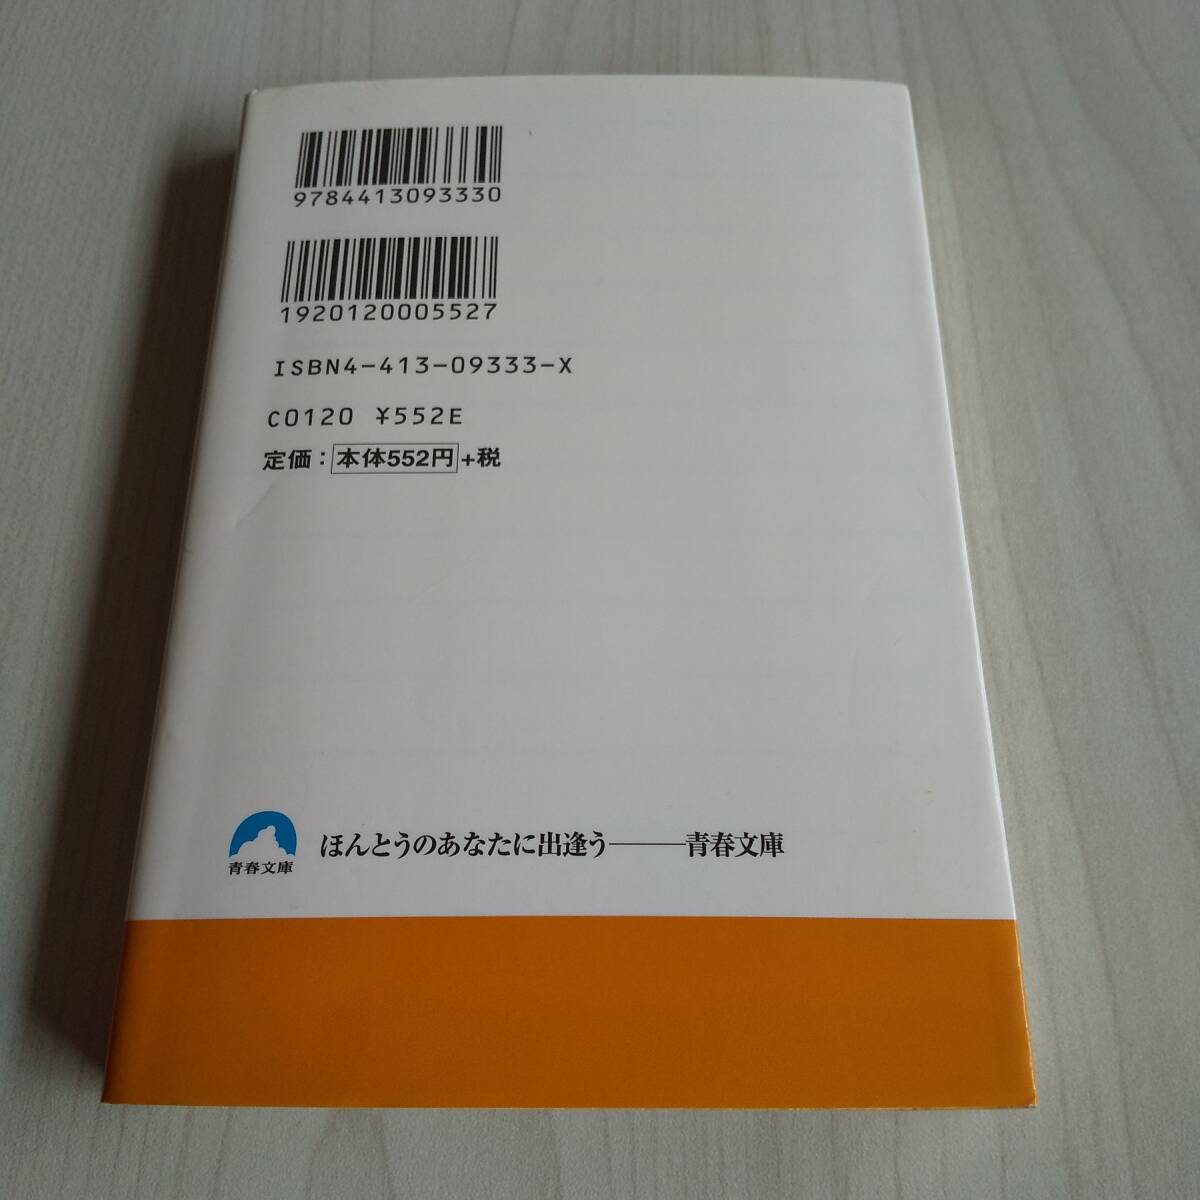 9784413093330
1920120005527
ISBN4-413-09333-X
C0120 ¥552E
定価：本体552円+税
青春文庫
ほんとうのあなたに出逢う———青春文庫